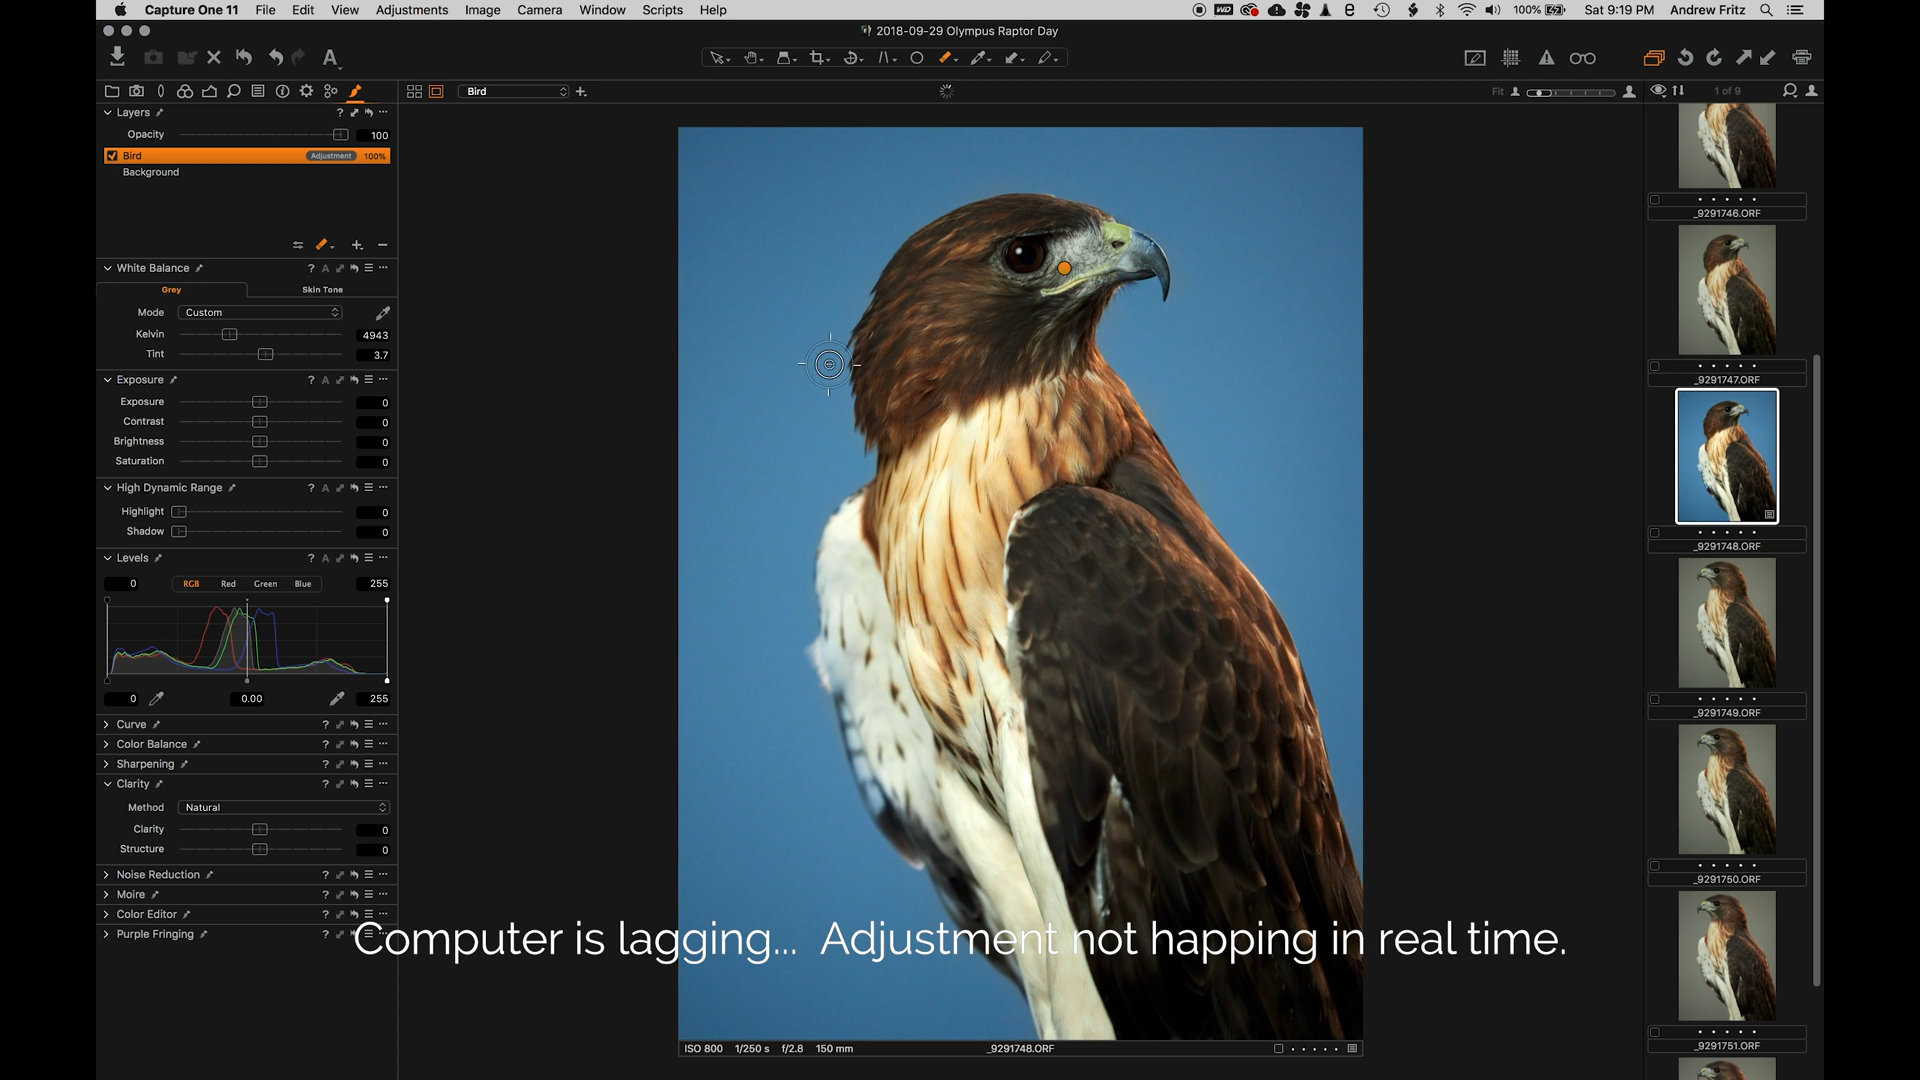 Capture One 11 File Edit View Adjustments Image Camera Window Scripts Help 100% Sat 9:19 PM Andrew Fritz
2018-09-29 Olympus Raptor Day
Bird
Fit
1 of 9
Layers
Opacity 100
Bird Adjustment 100%
Background
White Balance
Grey Skin Tone
Mode Custom
Kelvin 4943
Tint 3.7
Exposure
Exposure 0
Contrast 0
Brightness 0
Saturation 0
High Dynamic Range
Highlight 0
Shadow 0
Levels
0 RGB Red Green Blue 255
0 0.00 255
Curve
Color Balance
Sharpening
Clarity
Method Natural
Clarity 0
Structure 0
Noise Reduction
Moire
Color Editor
Purple Fringing
Computer is lagging... Adjustment not happing in real time.
ISO 800 1/250 s f/2.8 150 mm _9291748.ORF
_9291746.ORF
_9291747.ORF
_9291748.ORF
_9291749.ORF
_9291750.ORF
_9291751.ORF